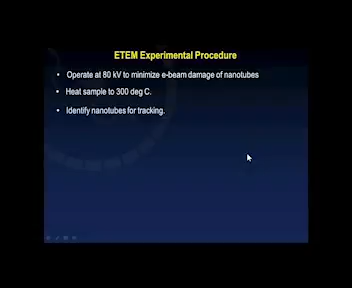 ETEM Experimental Procedure
• Operate at 80 kV to minimize e-beam damage of nanotubes
• Heat sample to 300 deg C.
• Identify nanotubes for tracking.